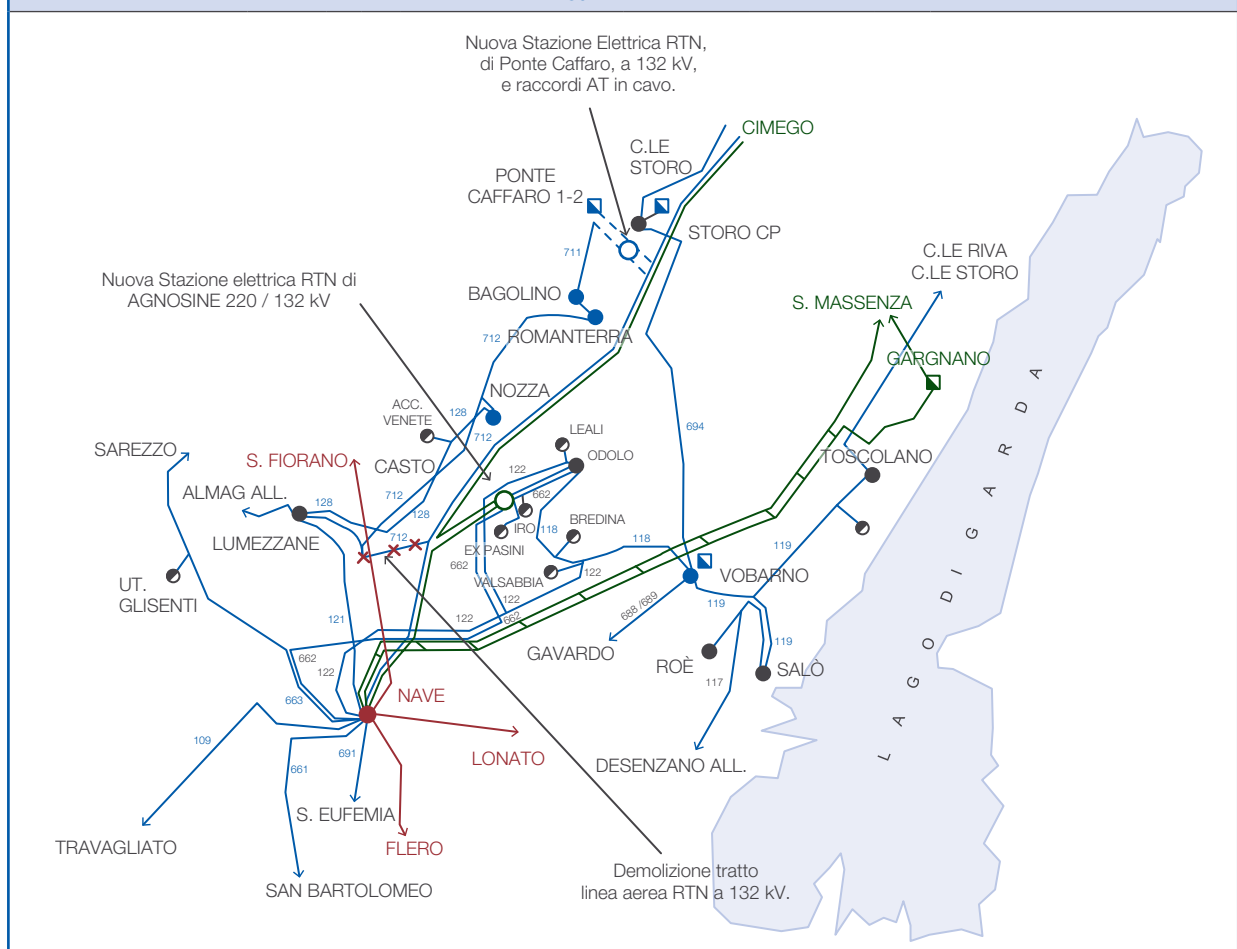 Nuova Stazione Elettrica RTN,
di Ponte Caffaro, a 132 kV,
e raccordi AT in cavo.
CIMEGO
C.LE
STORO
PONTE
CAFFARO 1-2
STORO CP
C.LE RIVA
C.LE STORO
711
Nuova Stazione elettrica RTN di
AGNOSINE 220 / 132 kV
BAGOLINO
S. MASSENZA
712
ROMANTERRA
GARGNANO
NOZZA
ACC.
VENETE
128
712
694
LEALI
SAREZZO
S. FIORANO
CASTO
ODOLO
TOSCOLANO
122
ALMAG ALL.
128
712
662
128
IRO
118
BREDINA
LUMEZZANE
712
EX PASINI
118
119
662
VALSABBIA
122
VOBARNO
UT.
GLISENTI
122
119
688 /689
121
122
662
119
GAVARDO
662
122
ROÈ
SALÒ
117
663
NAVE
109
691
LONATO
661
DESENZANO ALL.
S. EUFEMIA
TRAVAGLIATO
FLERO
SAN BARTOLOMEO
Demolizione tratto
linea aerea RTN a 132 kV.
LAGO DI GARDA